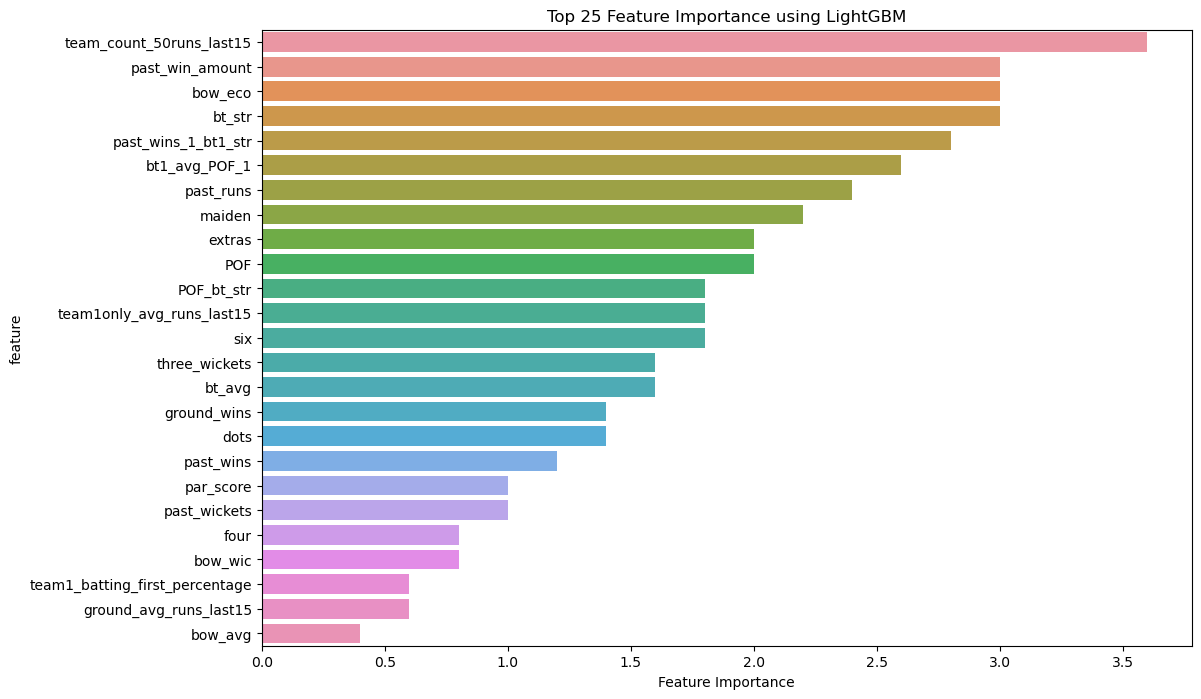 Top 25 Feature Importance using LightGBM
team_count_50runs_last15
past_win_amount
bow_eco
bt_str
past_wins_1_bt1_str
bt1_avg_POF_1
past_runs
maiden
extras
POF
POF_bt_str
team1only_avg_runs_last15
six
three_wickets
bt_avg
ground_wins
dots
past_wins
par_score
past_wickets
four
bow_wic
team1_batting_first_percentage
ground_avg_runs_last15
bow_avg
feature
0.0 0.5 1.0 1.5 2.0 2.5 3.0 3.5
Feature Importance